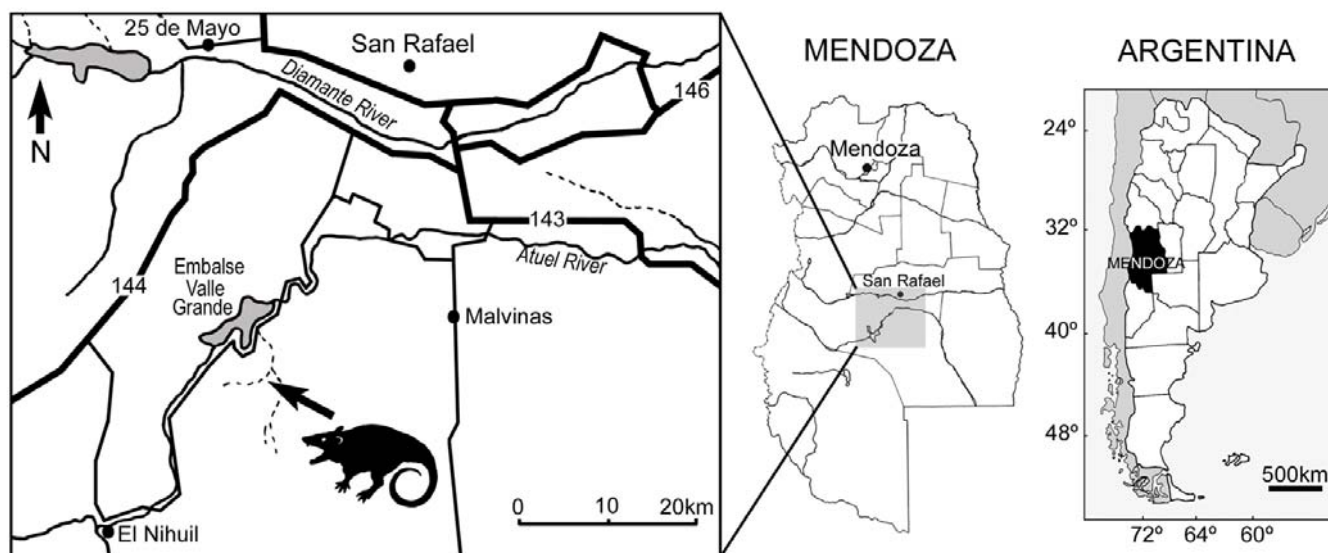 25 de Mayo
San Rafael
Diamante River
146
N
143
Atuel River
Embalse
Valle
Grande
144
Malvinas
El Nihuil
0 10 20km
MENDOZA
Mendoza
San Rafael
ARGENTINA
24º
32º
MENDOZA
40º
48º
500km
72º 64º 60º